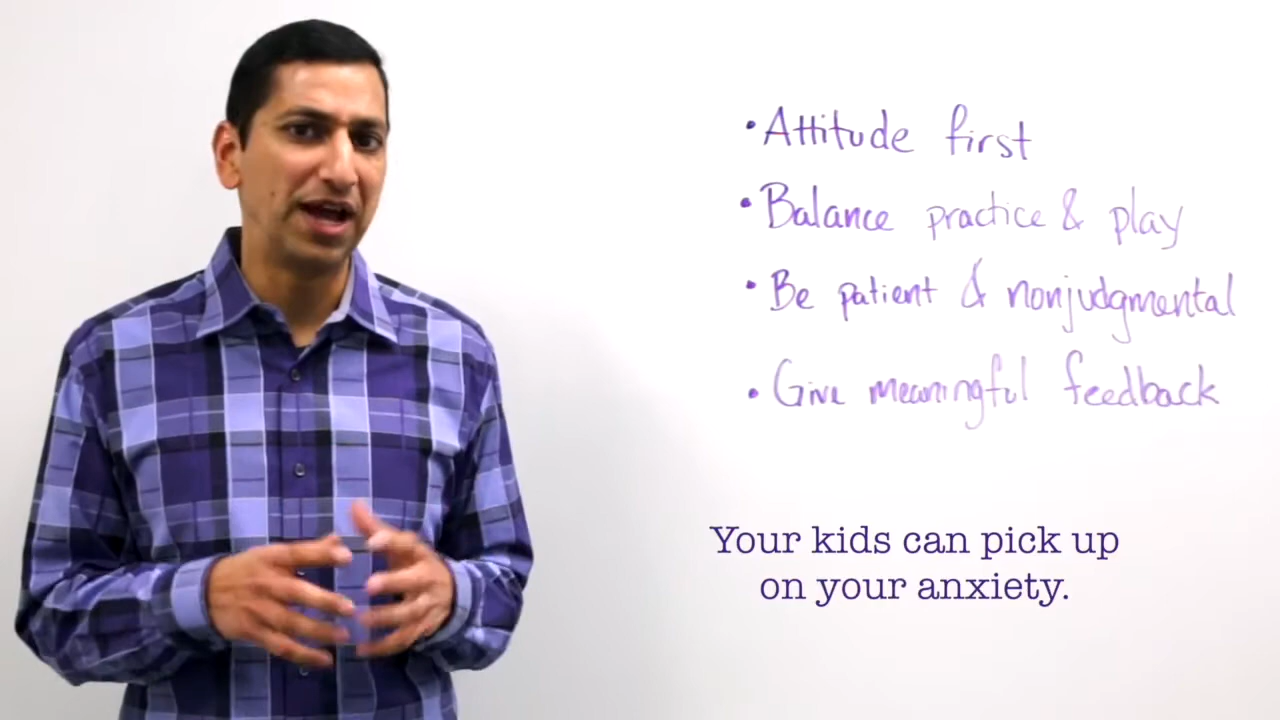 • Attitude first
• Balance practice & play
• Be patient & nonjudgmental
• Give meaningful feedback
Your kids can pick up
on your anxiety.